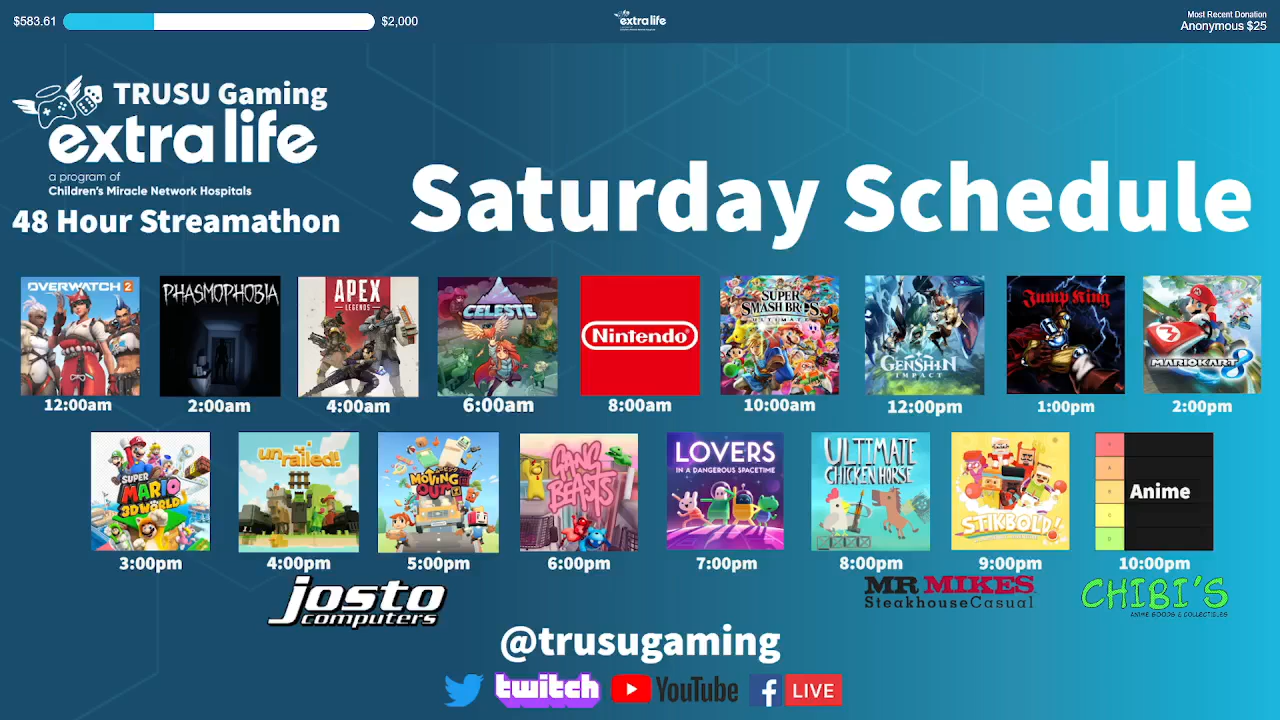 $583.61
$2,000
extra life
Most Recent Donation
Anonymous $25
TRUSU Gaming
extra life
a program of
Children's Miracle Network Hospitals
48 Hour Streamathon
Saturday Schedule
OVERWATCH 2
12:00am
PHASMOPHOBIA
2:00am
APEX
LEGENDS
4:00am
CELESTE
6:00am
Nintendo
8:00am
SUPER
SMASH BROS.
ULTIMATE
10:00am
GENSHIN
IMPACT
12:00pm
Jump King
1:00pm
MARIOKART 8
2:00pm
SUPER
MARIO
3D WORLD
3:00pm
unrailed!
4:00pm
MOVING
OUT
5:00pm
GANG
BEASTS
6:00pm
LOVERS
IN A DANGEROUS SPACETIME
7:00pm
ULTIMATE
CHICKEN HORSE
8:00pm
STIKBOLD!
9:00pm
Anime
10:00pm
josto
computers
MR MIKES
SteakhouseCasual
CHIBI'S
ANIME GOODS & COLLECTIBLES
@trusugaming
twitch
YouTube
f LIVE